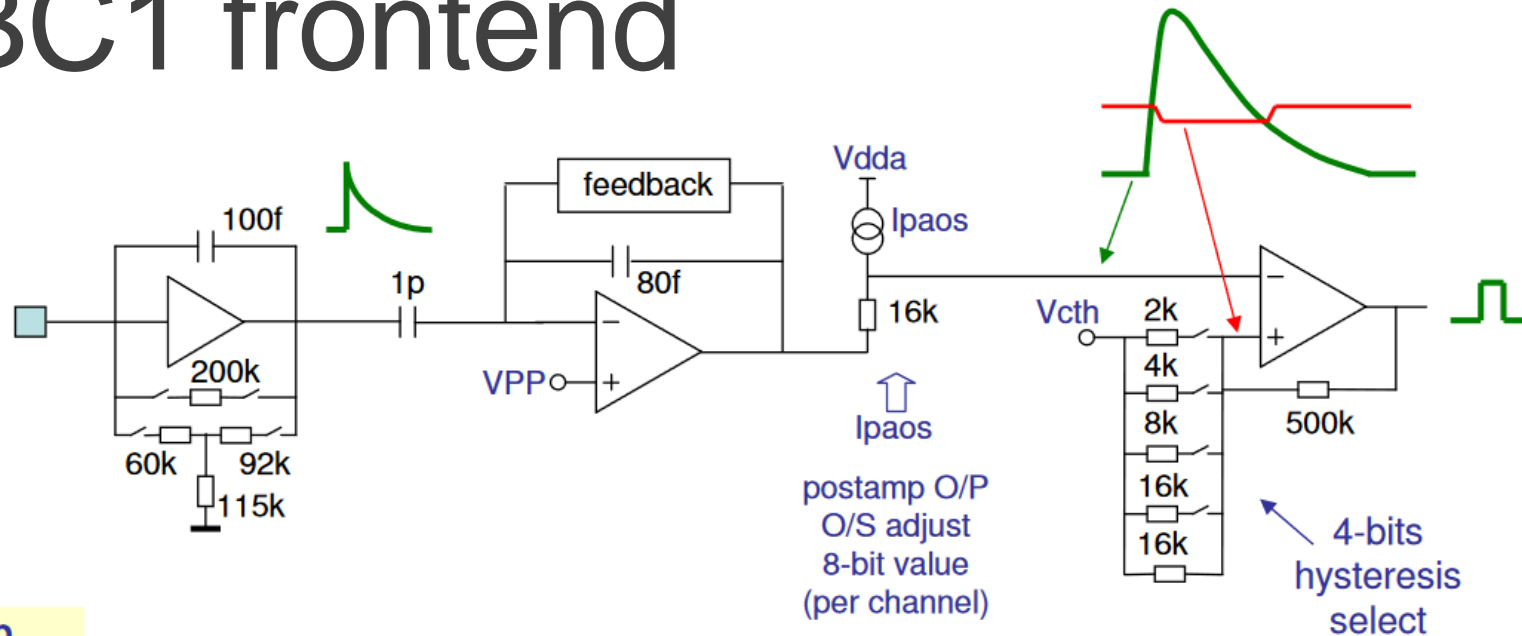 BC1 frontend
100f
200k
60k
92k
115k
1p
feedback
80f
VPP
−
+
Vdda
Ipaos
16k
Ipaos
postamp O/P
O/S adjust
8-bit value
(per channel)
Vcth
2k
4k
8k
16k
16k
−
+
500k
4-bits
hysteresis
select